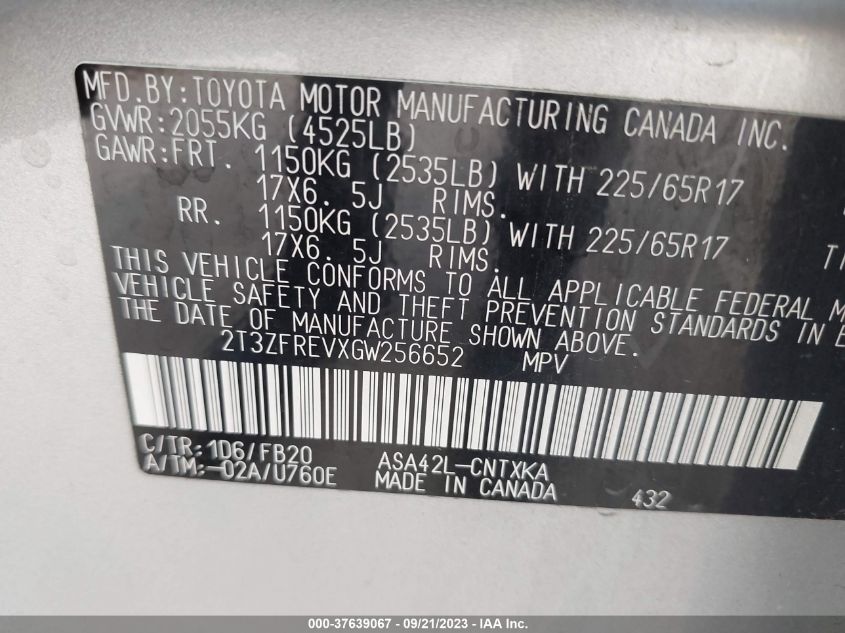 MFD.BY:TOYOTA MOTOR MANUFACTURING CANADA INC.
GVWR:2055KG (4525LB)
GAWR:FRT. 1150KG (2535LB) WITH 225/65R17
17X6. 5J RIMS.
RR. 1150KG (2535LB) WITH 225/65R17
17X6. 5J RIMS.
THIS VEHICLE CONFORMS TO ALL APPLICABLE FEDERAL
VEHICLE SAFETY AND THEFT PREVENTION STANDARDS IN
THE DATE OF MANUFACTURE SHOWN ABOVE.
2T3ZFREVXGW256652 MPV
C/TR:1D6/FB20 ASA42L-CNTXKA
A/TM:-02A/U760E MADE IN CANADA 432
000-37639067 - 09/21/2023 - IAA, Inc.